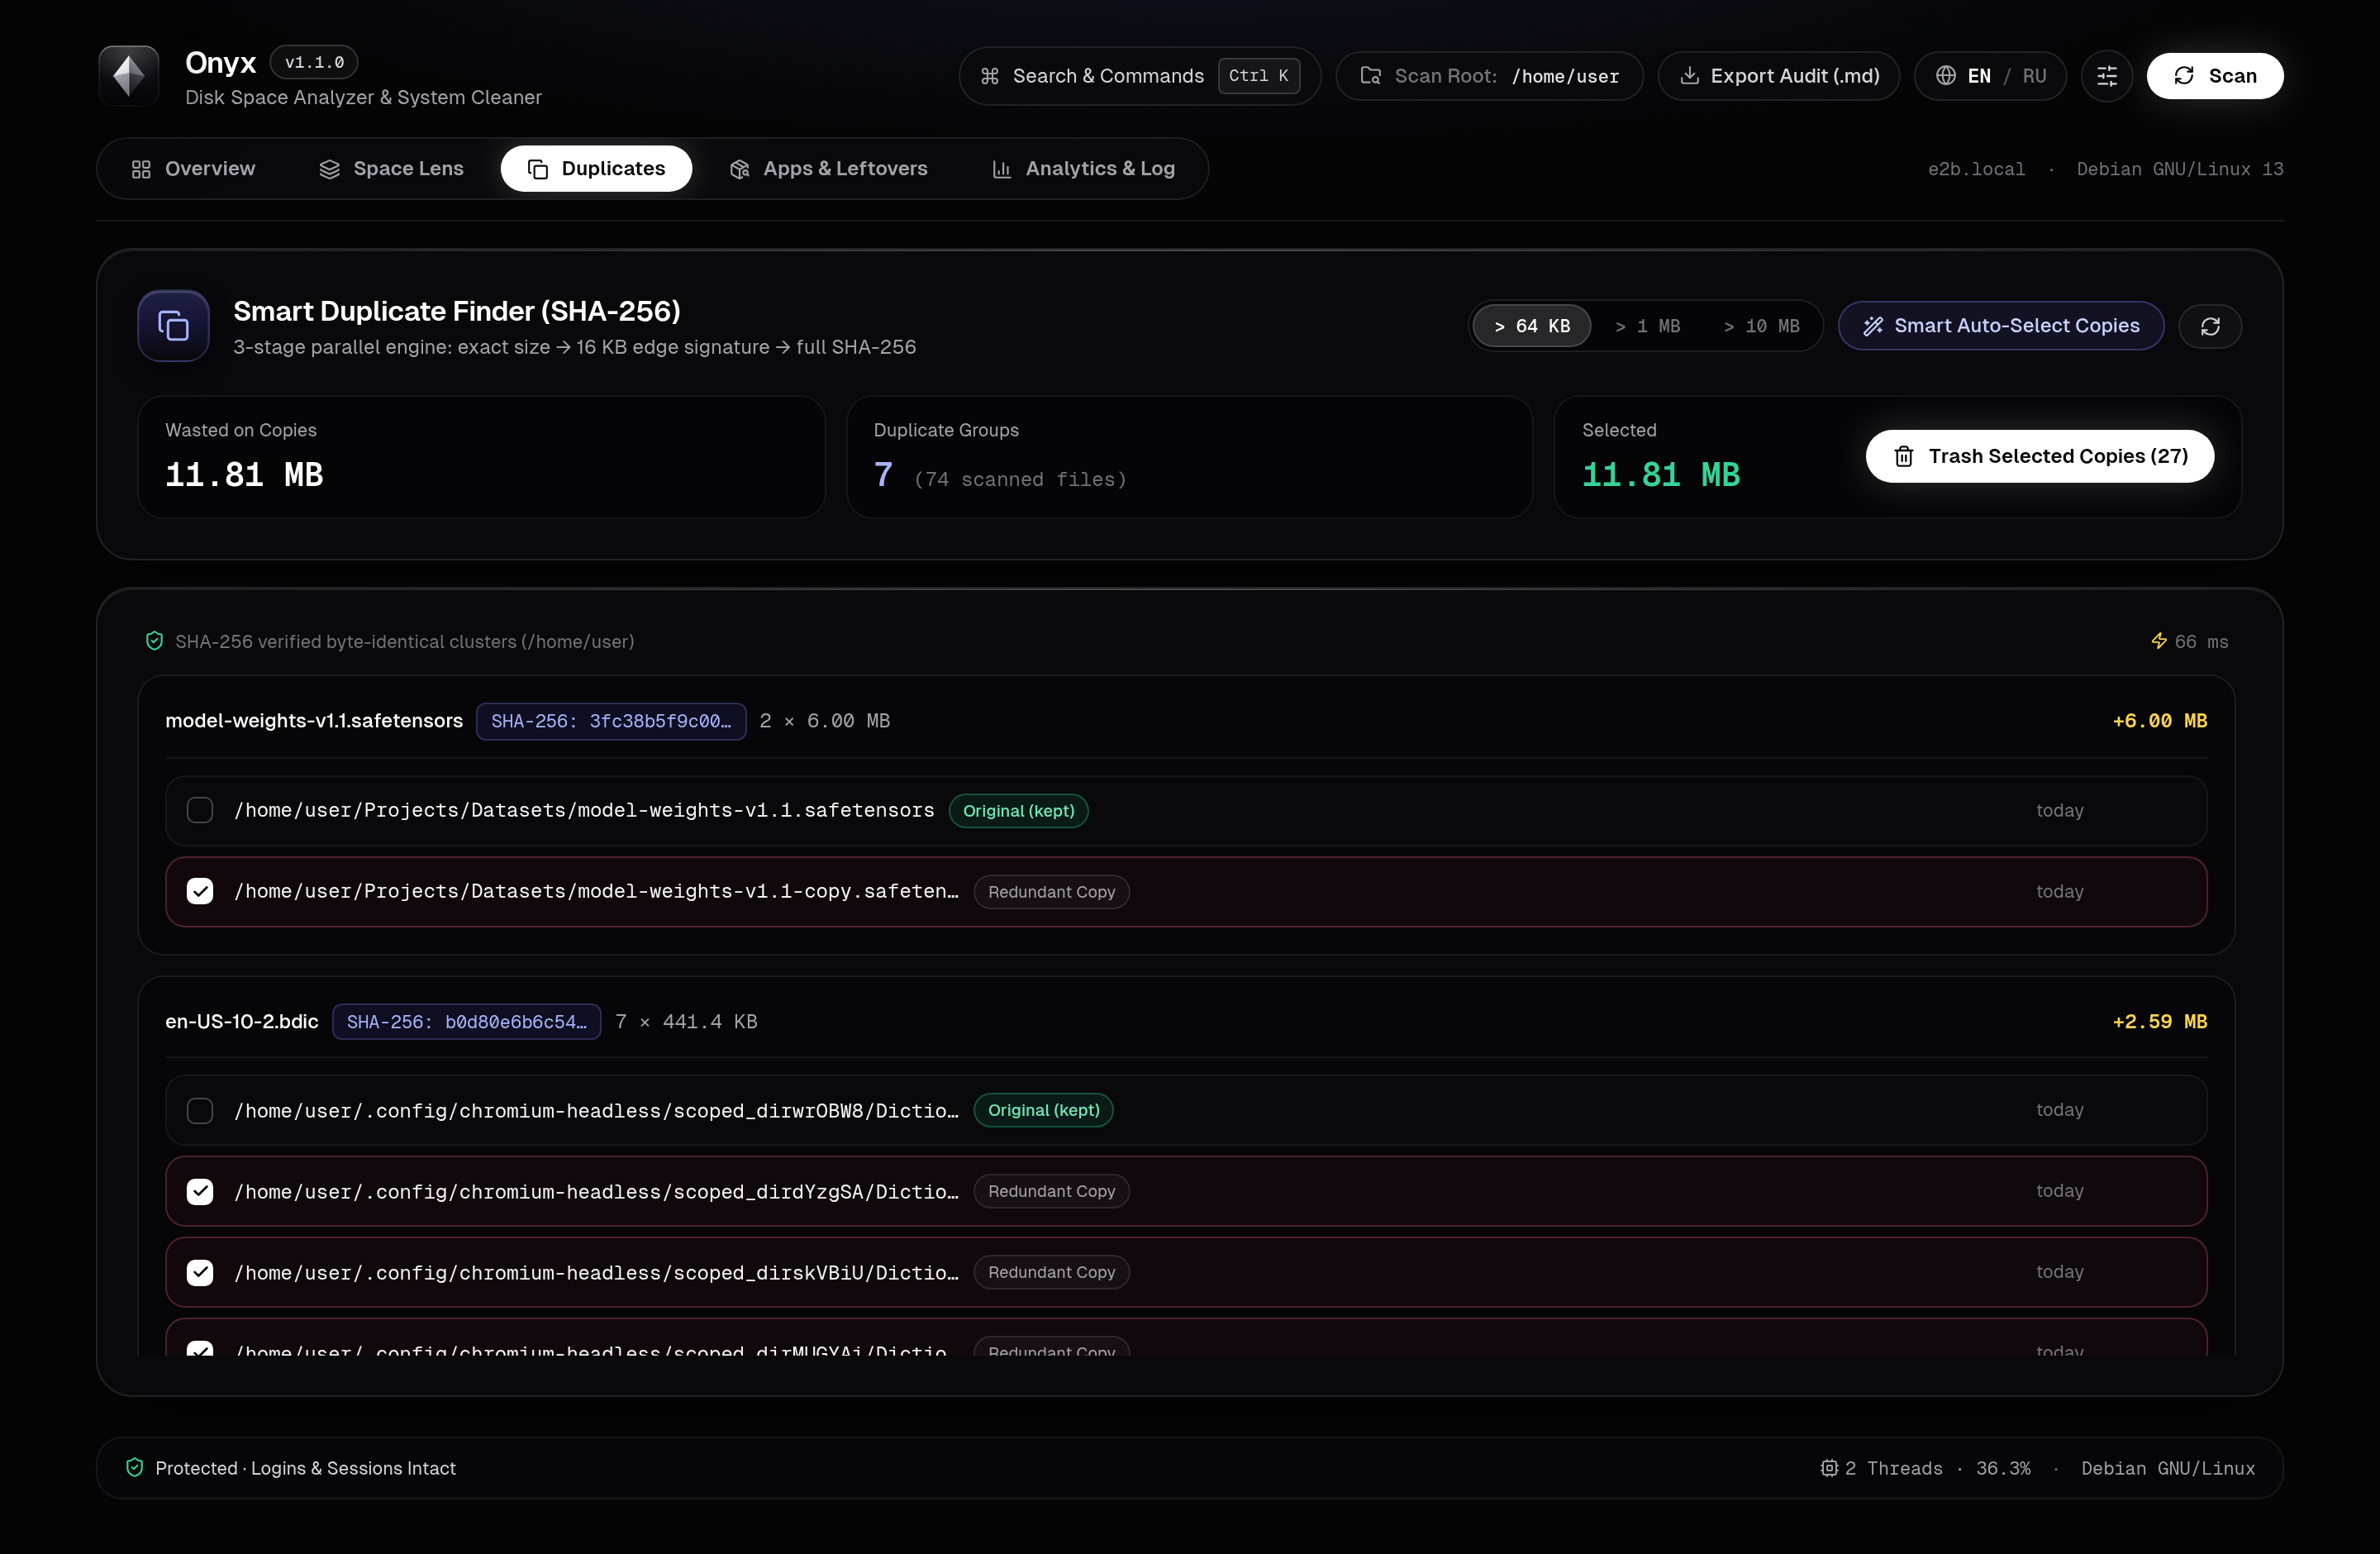 Onyx v1.1.0
Disk Space Analyzer & System Cleaner
Search & Commands Ctrl K
Scan Root: /home/user
Export Audit (.md)
EN / RU
Scan
Overview
Space Lens
Duplicates
Apps & Leftovers
Analytics & Log
e2b.local · Debian GNU/Linux 13
Smart Duplicate Finder (SHA-256)
3-stage parallel engine: exact size → 16 KB edge signature → full SHA-256
> 64 KB
> 1 MB
> 10 MB
Smart Auto-Select Copies
Wasted on Copies
11.81 MB
Duplicate Groups
7 (74 scanned files)
Selected
11.81 MB
Trash Selected Copies (27)
SHA-256 verified byte-identical clusters (/home/user)
66 ms
model-weights-v1.1.safetensors SHA-256: 3fc38b5f9c00… 2 × 6.00 MB +6.00 MB
/home/user/Projects/Datasets/model-weights-v1.1.safetensors Original (kept) today
/home/user/Projects/Datasets/model-weights-v1.1-copy.safeten… Redundant Copy today
en-US-10-2.bdic SHA-256: b0d80e6b6c54… 7 × 441.4 KB +2.59 MB
/home/user/.config/chromium-headless/scoped_dirwrOBW8/Dictio… Original (kept) today
/home/user/.config/chromium-headless/scoped_dirdYzgSA/Dictio… Redundant Copy today
/home/user/.config/chromium-headless/scoped_dirskVBiU/Dictio… Redundant Copy today
/home/user/.config/chromium-headless/scoped_dirMUGYAi/Dictio… Redundant Copy today
Protected · Logins & Sessions Intact
2 Threads · 36.3% · Debian GNU/Linux